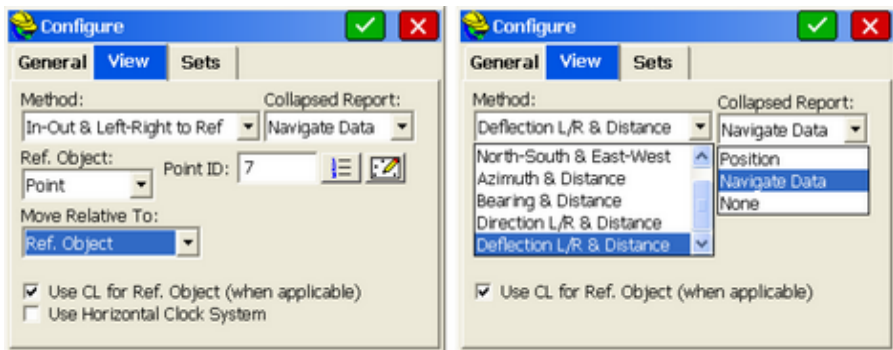 Configure
General View Sets
Method: Collapsed Report:
In-Out & Left-Right to Ref Navigate Data
Ref. Object: Point ID: 7
Point
Move Relative To:
Ref. Object
Use CL for Ref. Object (when applicable)
Use Horizontal Clock System
Configure
General View Sets
Method: Collapsed Report:
Deflection L/R & Distance Navigate Data
North-South & East-West Position
Azimuth & Distance Navigate Data
Bearing & Distance None
Direction L/R & Distance
Deflection L/R & Distance
Use CL for Ref. Object (when applicable)